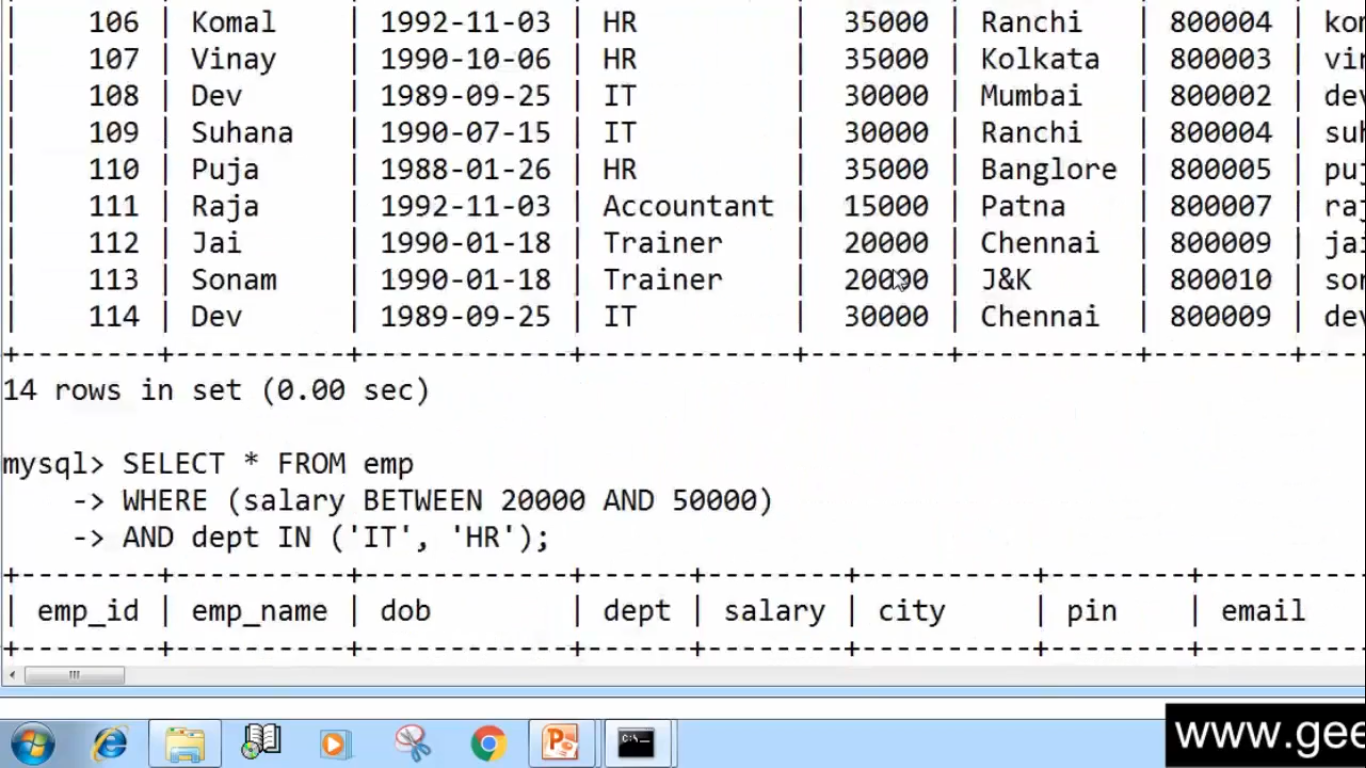 | 106 | Komal | 1992-11-03 | HR | 35000 | Ranchi | 800004 | kom
| 107 | Vinay | 1990-10-06 | HR | 35000 | Kolkata | 800003 | vin
| 108 | Dev | 1989-09-25 | IT | 30000 | Mumbai | 800002 | dev
| 109 | Suhana | 1990-07-15 | IT | 30000 | Ranchi | 800004 | suh
| 110 | Puja | 1988-01-26 | HR | 35000 | Banglore | 800005 | puj
| 111 | Raja | 1992-11-03 | Accountant | 15000 | Patna | 800007 | raj
| 112 | Jai | 1990-01-18 | Trainer | 20000 | Chennai | 800009 | jai
| 113 | Sonam | 1990-01-18 | Trainer | 20000 | J&K | 800010 | son
| 114 | Dev | 1989-09-25 | IT | 30000 | Chennai | 800009 | dev
14 rows in set (0.00 sec)
mysql> SELECT * FROM emp
-> WHERE (salary BETWEEN 20000 AND 50000)
-> AND dept IN ('IT', 'HR');
| emp_id | emp_name | dob | dept | salary | city | pin | email
www.gee